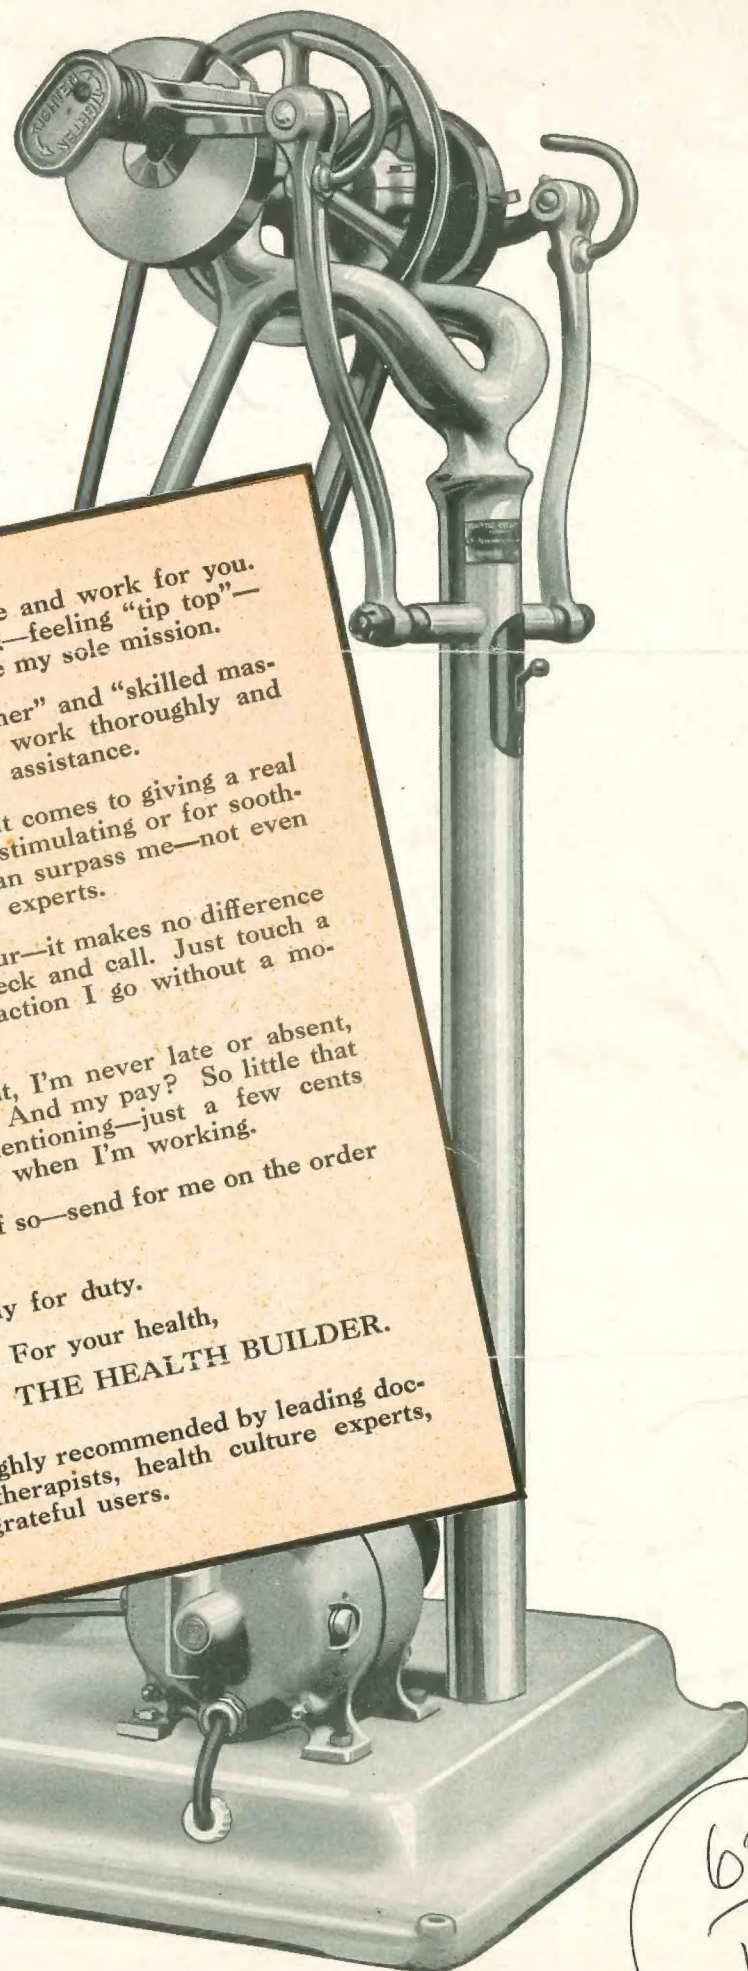 e and work for you.
g—feeling "tip top"—
e my sole mission.
ner" and "skilled mas-
work thoroughly and
assistance.
it comes to giving a real
stimulating or for sooth-
an surpass me—not even
experts.
ur—it makes no difference
eck and call. Just touch a
action I go without a mo-
t, I'm never late or absent,
And my pay? So little that
entioning—just a few cents
when I'm working.
f so—send for me on the order
y for duty.
For your health,
THE HEALTH BUILDER.
ghly recommended by leading doc-
therapists, health culture experts,
grateful users.